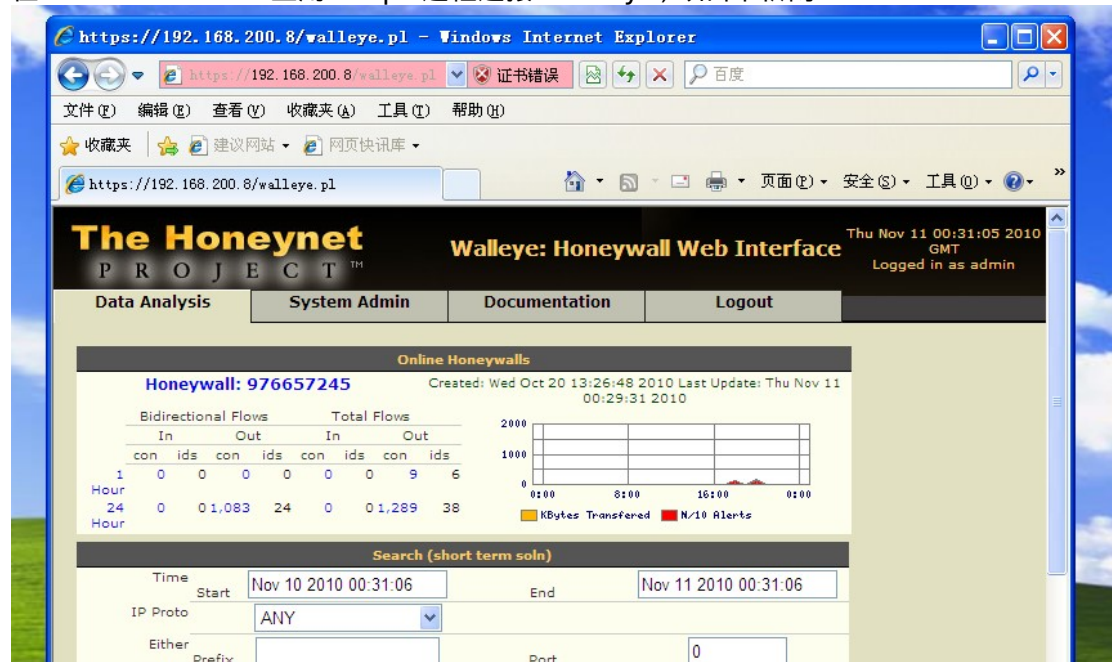 https://192.168.200.8/walleye.pl - Windows Internet Explorer
https://192.168.200.8/walleye.pl 证书错误 百度
文件(F) 编辑(E) 查看(V) 收藏夹(A) 工具(T) 帮助(H)
收藏夹 建议网站 网页快讯库
https://192.168.200.8/walleye.pl 页面(P) 安全(S) 工具(O) »
The Honeynet
PROJECT™
Walleye: Honeywall Web Interface
Thu Nov 11 00:31:05 2010
GMT
Logged in as admin
Data Analysis System Admin Documentation Logout
Online Honeywalls
Honeywall: 976657245
Created: Wed Oct 20 13:26:48 2010 Last Update: Thu Nov 11
00:29:31 2010
Bidirectional Flows Total Flows
In Out In Out
con ids con ids con ids con ids
1 Hour 0 0 0 0 0 0 9 6
24 Hour 0 0 1,083 24 0 0 1,289 38
2000
1000
0
0:00 8:00 16:00 0:00
KBytes Transfered N/10 Alerts
Search (short term soln)
Time Start Nov 10 2010 00:31:06 End Nov 11 2010 00:31:06
IP Proto ANY
Either Prefix Port 0